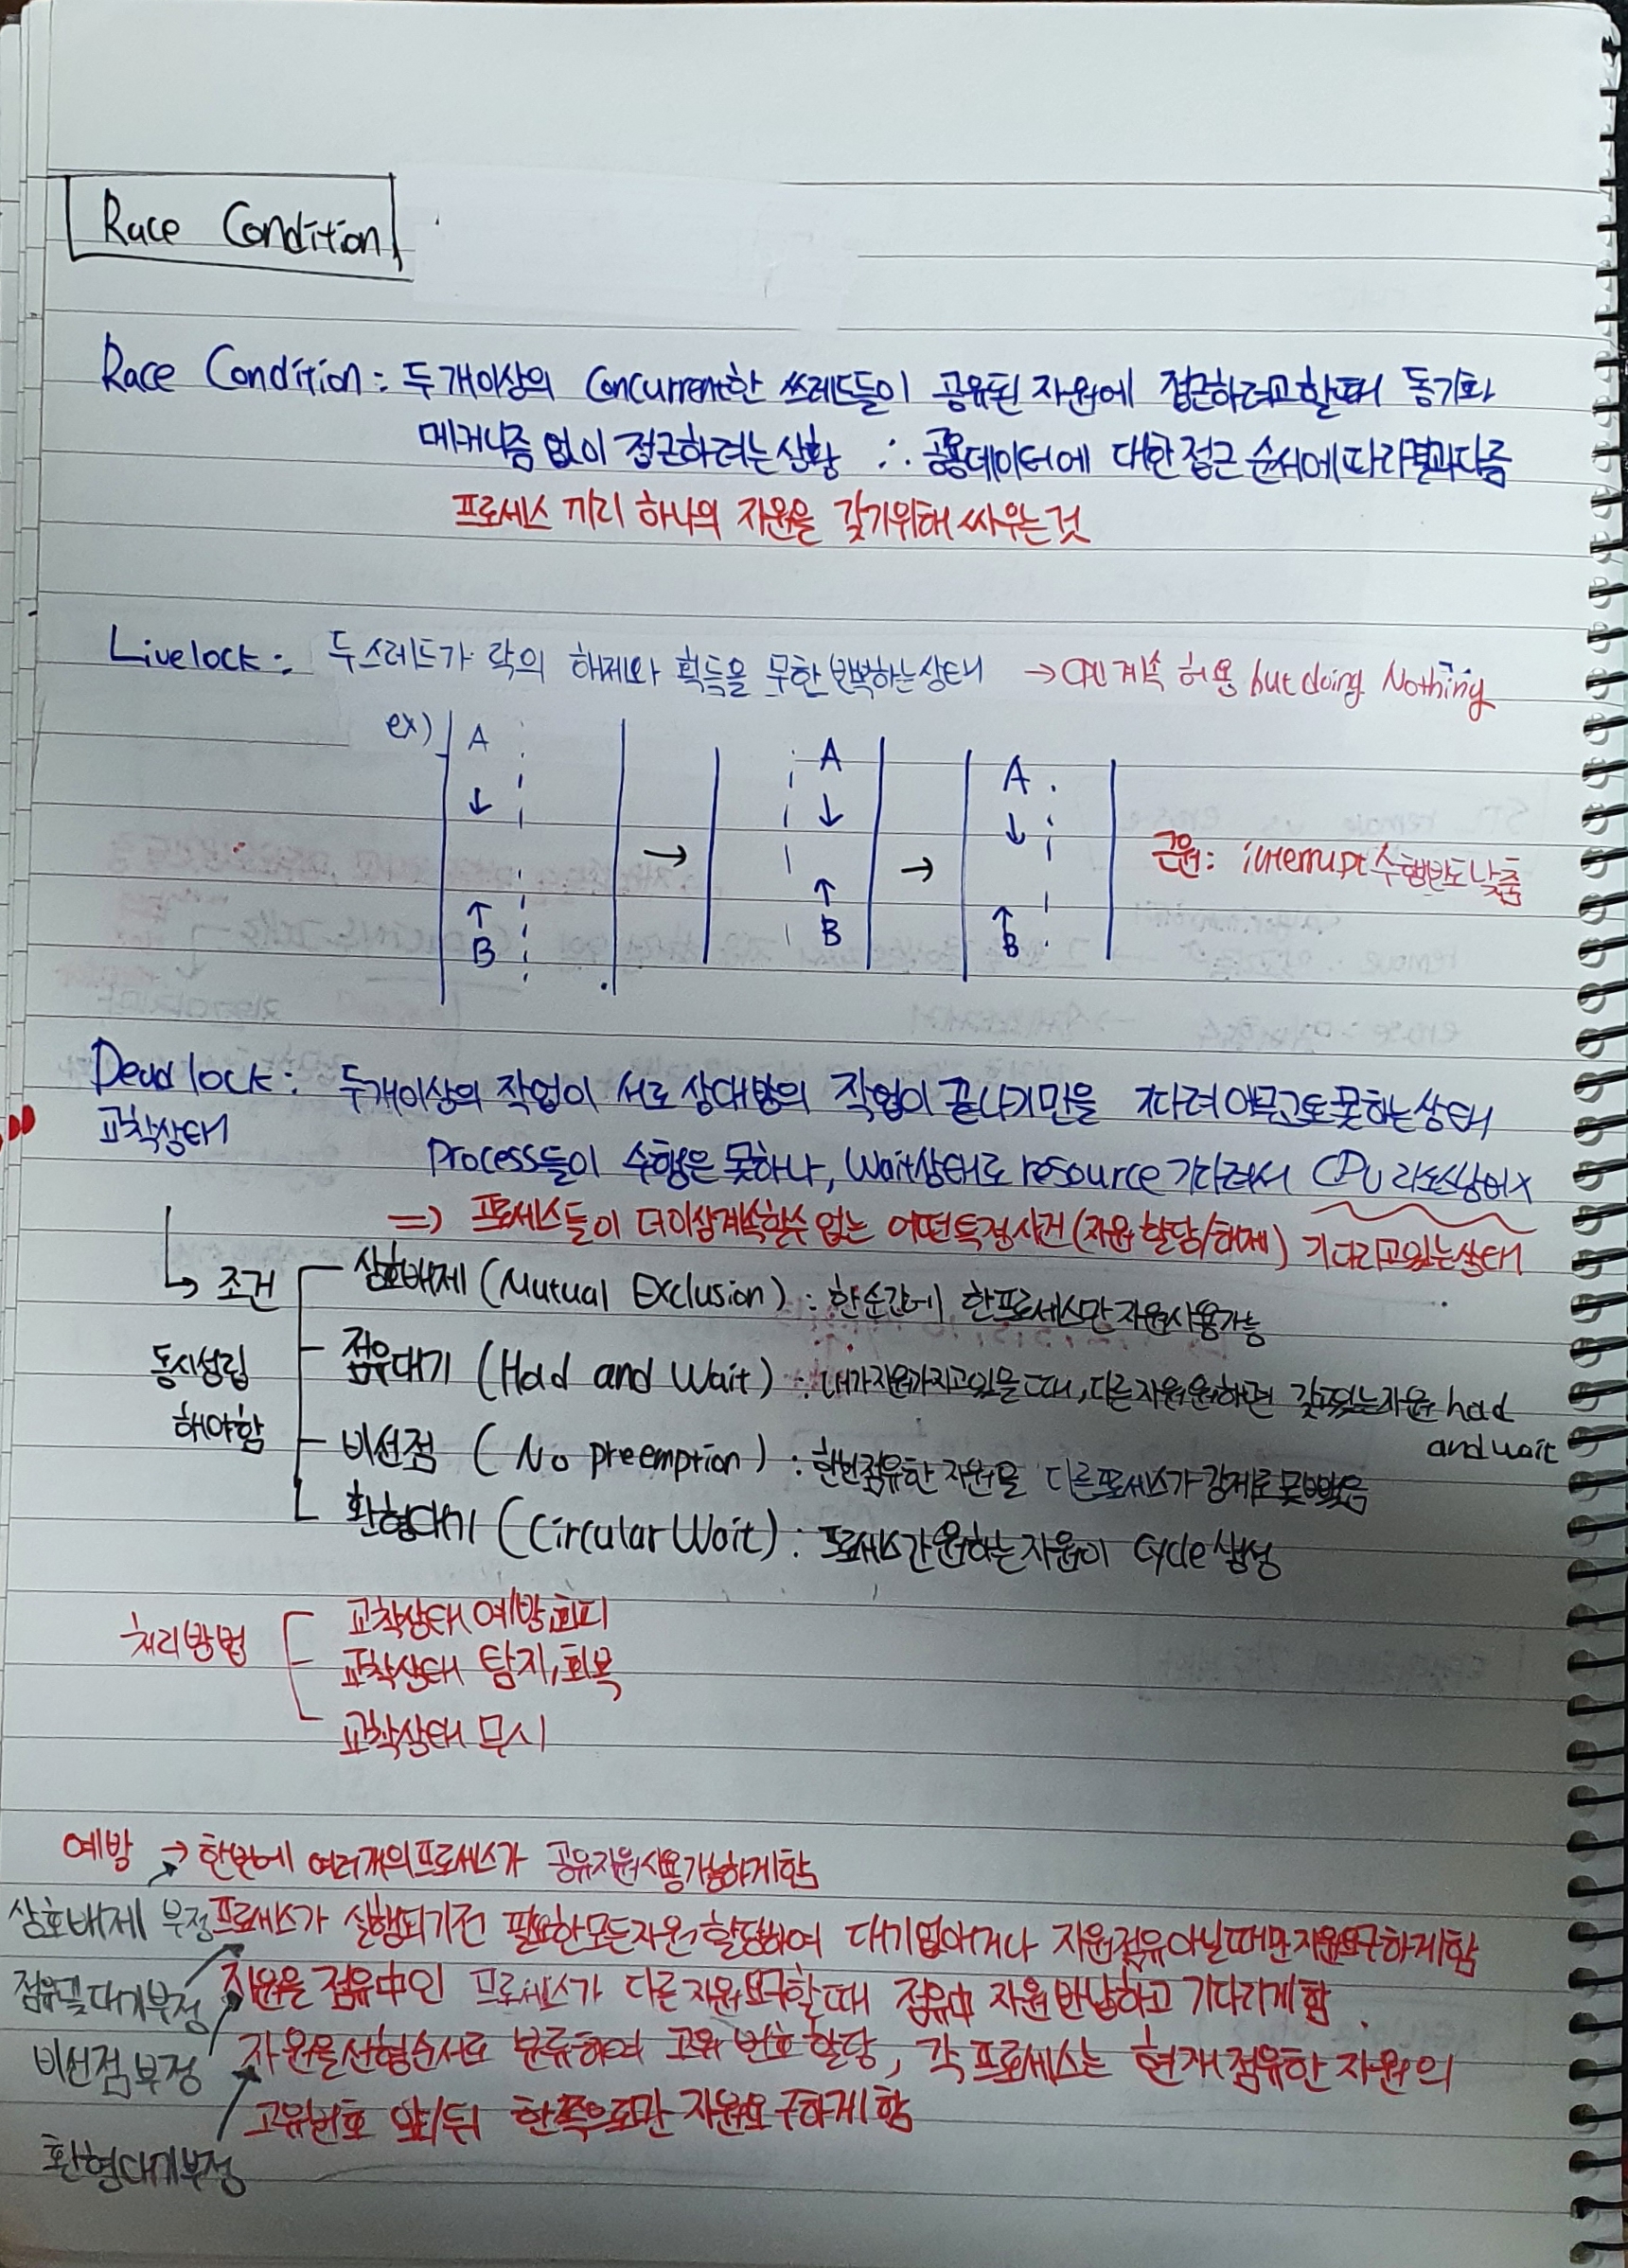 Race Condition
Race Condition : 두개이상의 Concurrent한 쓰레드들이 공유된 자원에 접근하려고할때 동기화
메커니즘 없이 접근하려는 상황 ∴ 공용데이터에 대한 접근 순서에따라결과다름
프로세스 끼리 하나의 자원을 갖기위해 싸우는것
Livelock : 두스레드가 락의 해제와 획득을 무한 반복하는상태 → CPU 계속 허용 but doing Nothing
ex) A A A
↓ ↓ ↓
→ → 근원: interrupt 수행빈도 낮춤
↑ ↑ ↑
B B B
Dead lock : 두개이상의 작업이 서로 상대방의 작업이 끝나기만을 기다려 아무고토못하는상태
교착상태
Process들이 수행은 못하나, Wait상태로 resource 기다려서 CPU
=> 프로세스들이 더이상계속할수 없는 어떤특정사건(자원 할당/해제) 기다리고있는상태
↳ 조건 상호배제 (Mutual Exclusion) : 한순간에 한프로세스만 자원사용가능
동시성립 해야함
점유대기 (Hold and Wait) : 내가자원가지고있을때, 다른자원원하면 갖고있는자원 hold
and wait
비선점 (No preemption) : 한번점유한 자원을 다른프로세스가 강제로못빼앗음
환형대기 (Circular Wait) : 프로세스간 원하는 자원이 cycle 생성
처리방법 교착상태 예방,회피
교착상태 탐지,회복
교착상태 무시
예방 → 한번에 여러개의프로세스가 공유자원사용가능하게함
상호배제 부정 프로세스가 실행되기전 필요한모든자원 할당하여 대기없애거나 자원점유아닐때만 자원요구하게함
점유및대기부정 자원을 점유中인 프로세스가 다른 자원 요구할때 점유中 자원 반납하고 기다리게함.
비선점부정 자원을선형순서로 분류하여 고유 번호 할당, 각 프로세스는 현재점유한 자원의
고유번호 앞/뒤 한쪽으로만 자원요구하게함
환형대기부정